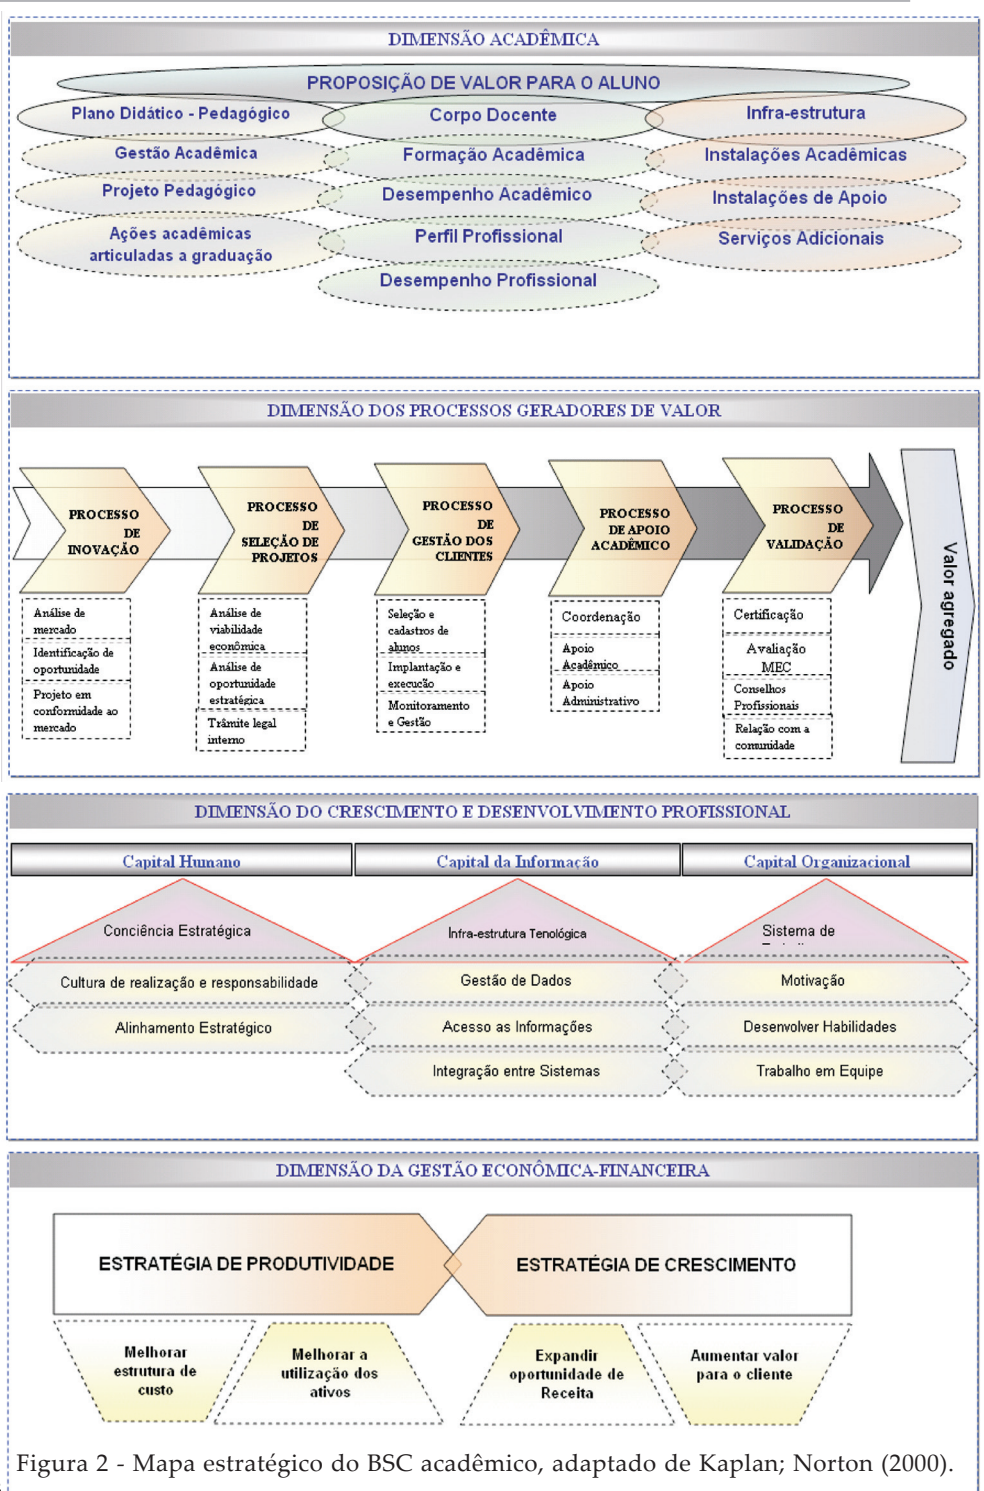 DIMENSÃO ACADÊMICA
PROPOSIÇÃO DE VALOR PARA O ALUNO
Plano Didático - Pedagógico
Gestão Acadêmica
Projeto Pedagógico
Ações acadêmicas
articuladas a graduação
Corpo Docente
Formação Acadêmica
Desempenho Acadêmico
Perfil Profissional
Desempenho Profissional
Infra-estrutura
Instalações Acadêmicas
Instalações de Apoio
Serviços Adicionais
DIMENSÃO DOS PROCESSOS GERADORES DE VALOR
PROCESSO
DE
INOVAÇÃO
Análise de
mercado
Identificação de
oportunidade
Projeto em
conformidade ao
mercado
PROCESSO
DE
SELEÇÃO DE
PROJETOS
Análise de
viabilidade
econômica
Análise de
oportunidade
estratégica
Trâmite legal
interno
PROCESSO
DE
GESTÃO DOS
CLIENTES
Seleção e
cadastros de
alunos
Implantação e
execução
Monitoramento
e Gestão
PROCESSO
DE APOIO
ACADÊMICO
Coordenação
Apoio
Acadêmico
Apoio
Administrativo
PROCESSO
DE
VALIDAÇÃO
Certificação
Avaliação
MEC
Conselhos
Profissionais
Relação com a
comunidade
Valor agregado
DIMENSÃO DO CRESCIMENTO E DESENVOLVIMENTO PROFISSIONAL
Capital Humano
Conciência Estratégica
Cultura de realização e responsabilidade
Alinhamento Estratégico
Capital da Informação
Infra-estrutura Tenológica
Gestão de Dados
Acesso as Informações
Integração entre Sistemas
Capital Organizacional
Sistema de
Motivação
Desenvolver Habilidades
Trabalho em Equipe
DIMENSÃO DA GESTÃO ECONÔMICA-FINANCEIRA
ESTRATÉGIA DE PRODUTIVIDADE
Melhorar
estrutura de
custo
Melhorar a
utilização dos
ativos
ESTRATÉGIA DE CRESCIMENTO
Expandir
oportunidade de
Receita
Aumentar valor
para o cliente
Figura 2 - Mapa estratégico do BSC acadêmico, adaptado de Kaplan; Norton (2000).